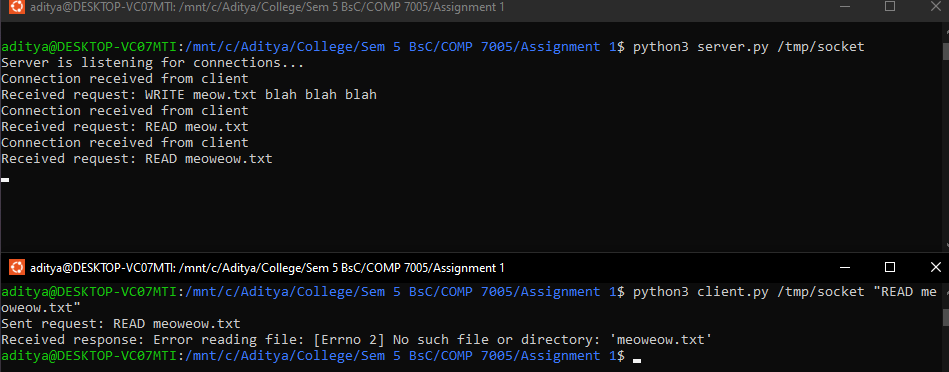 aditya@DESKTOP-VC07MTI: /mnt/c/Aditya/College/Sem 5 BsC/COMP 7005/Assignment 1
aditya@DESKTOP-VC07MTI:/mnt/c/Aditya/College/Sem 5 BsC/COMP 7005/Assignment 1$ python3 server.py /tmp/socket
Server is listening for connections...
Connection received from client
Received request: WRITE meow.txt blah blah blah
Connection received from client
Received request: READ meow.txt
Connection received from client
Received request: READ meoweow.txt
aditya@DESKTOP-VC07MTI: /mnt/c/Aditya/College/Sem 5 BsC/COMP 7005/Assignment 1
aditya@DESKTOP-VC07MTI:/mnt/c/Aditya/College/Sem 5 BsC/COMP 7005/Assignment 1$ python3 client.py /tmp/socket "READ me
oweow.txt"
Sent request: READ meoweow.txt
Received response: Error reading file: [Errno 2] No such file or directory: 'meoweow.txt'
aditya@DESKTOP-VC07MTI:/mnt/c/Aditya/College/Sem 5 BsC/COMP 7005/Assignment 1$